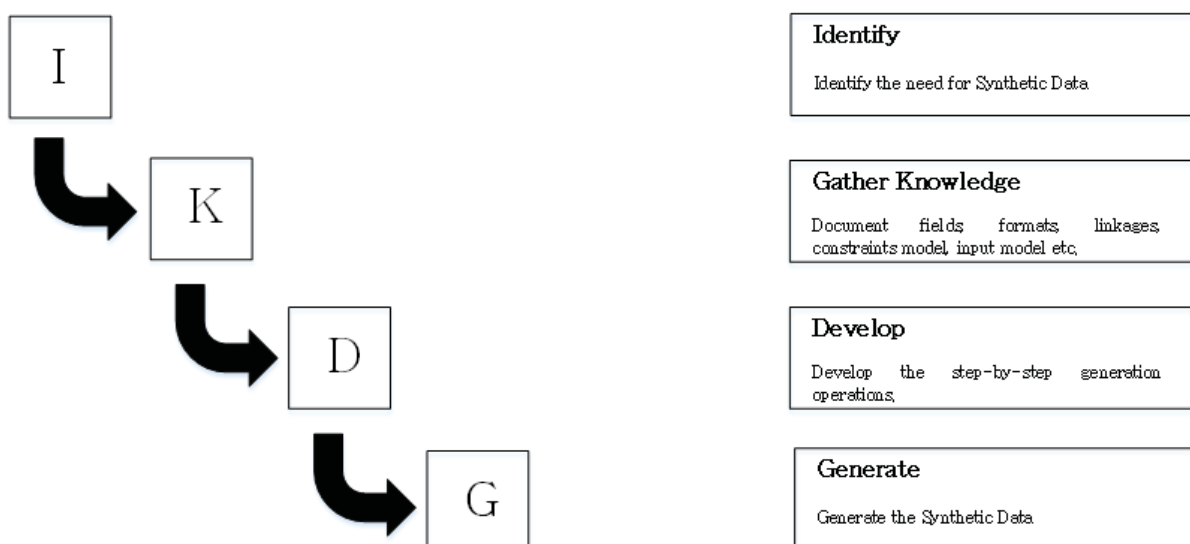 I
Identify
Identify the need for Synthetic Data
K
Gather Knowledge
Document fields, formats, linkages,
constraints model, input model etc,
D
Develop
Develop the step-by-step generation
operations,
G
Generate
Generate the Synthetic Data